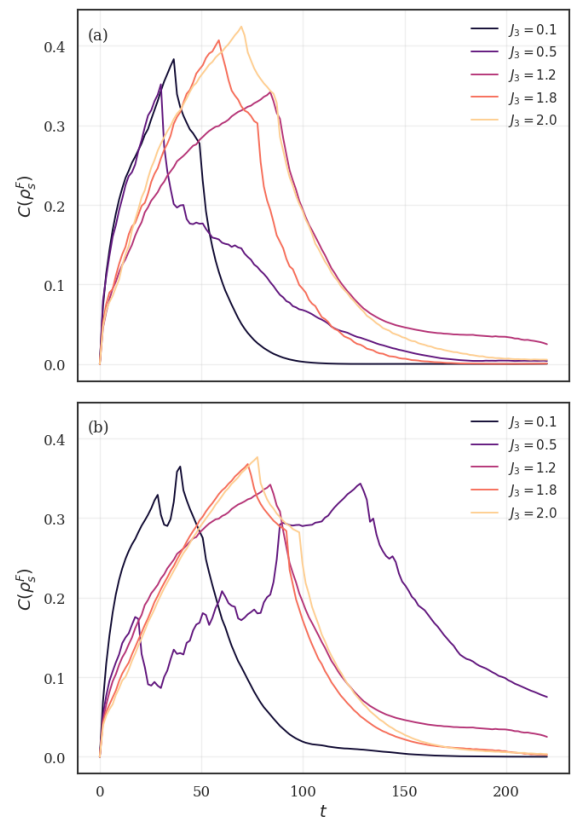 (a)
J₃ = 0.1
J₃ = 0.5
J₃ = 1.2
J₃ = 1.8
J₃ = 2.0
C(ρₛᶠ)
0.4
0.3
0.2
0.1
0.0
(b)
J₃ = 0.1
J₃ = 0.5
J₃ = 1.2
J₃ = 1.8
J₃ = 2.0
C(ρₛᶠ)
0.4
0.3
0.2
0.1
0.0
0 50 100 150 200
t